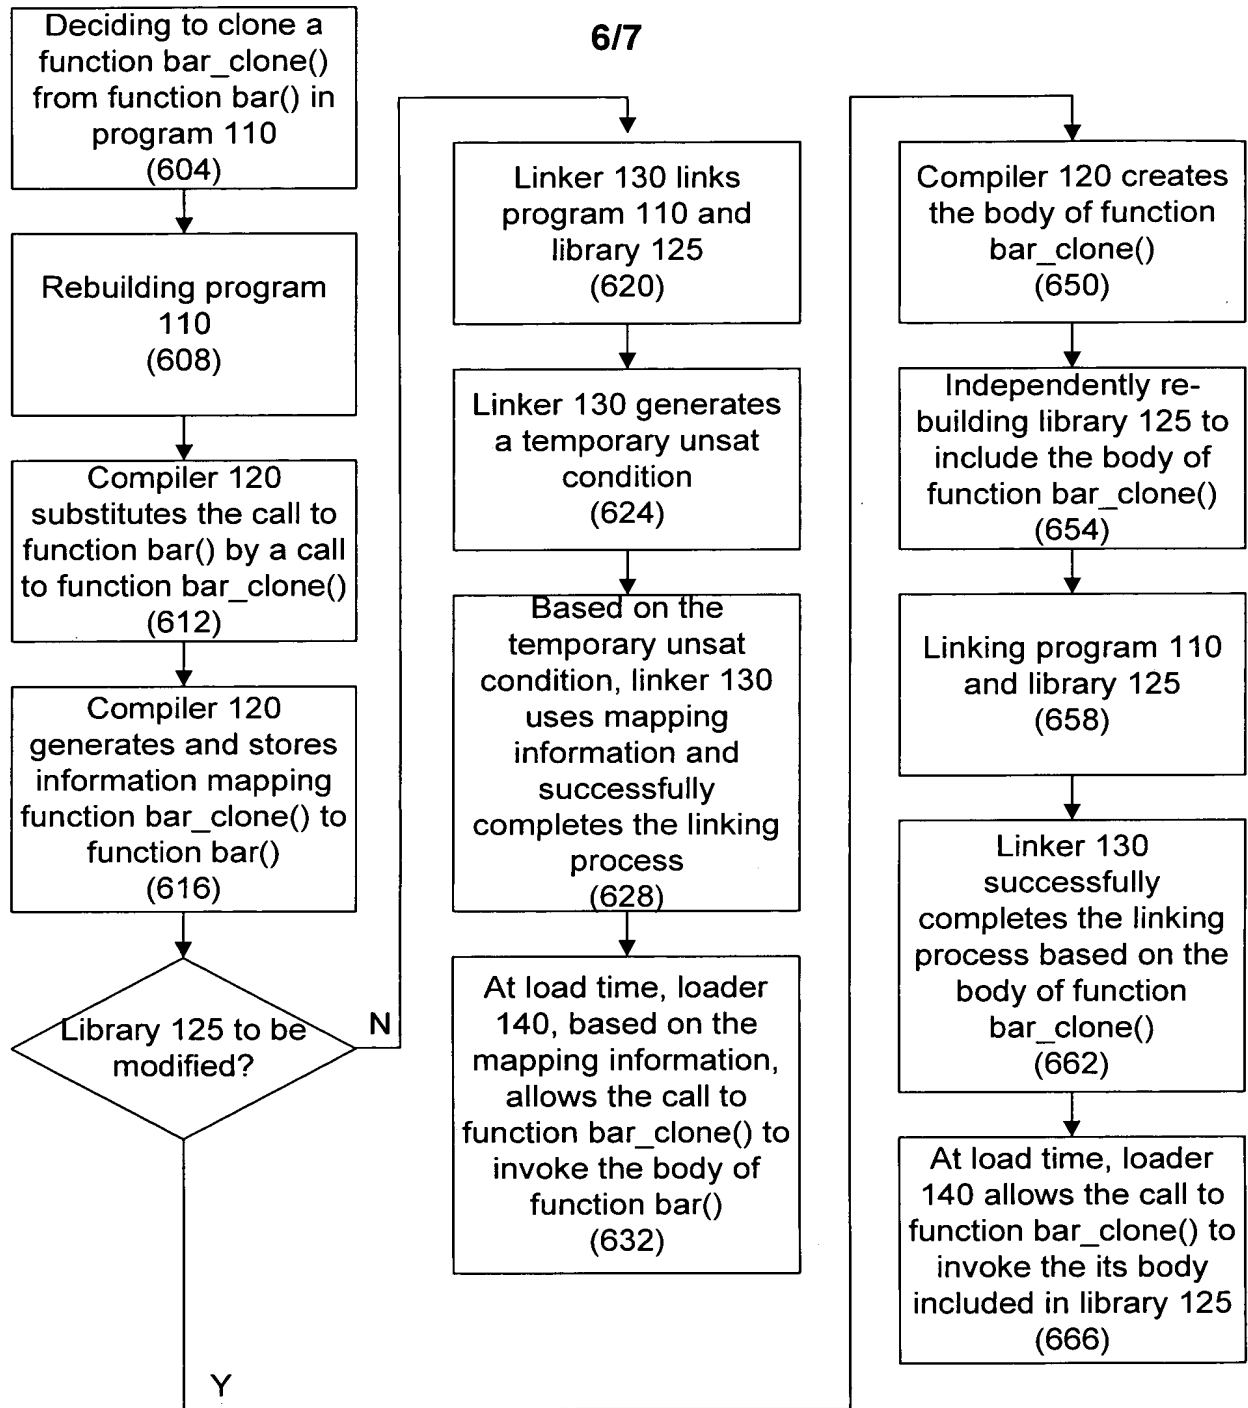 6/7
Deciding to clone a
function bar_clone()
from function bar() in
program 110
(604)
Rebuilding program
110
(608)
Compiler 120
substitutes the call to
function bar() by a call
to function bar_clone()
(612)
Compiler 120
generates and stores
information mapping
function bar_clone() to
function bar()
(616)
Library 125 to be
modified?
N
Y
Linker 130 links
program 110 and
library 125
(620)
Linker 130 generates
a temporary unsat
condition
(624)
Based on the
temporary unsat
condition, linker 130
uses mapping
information and
successfully
completes the linking
process
(628)
At load time, loader
140, based on the
mapping information,
allows the call to
function bar_clone() to
invoke the body of
function bar()
(632)
Compiler 120 creates
the body of function
bar_clone()
(650)
Independently re-
building library 125 to
include the body of
function bar_clone()
(654)
Linking program 110
and library 125
(658)
Linker 130
successfully
completes the linking
process based on the
body of function
bar_clone()
(662)
At load time, loader
140 allows the call to
function bar_clone() to
invoke the its body
included in library 125
(666)